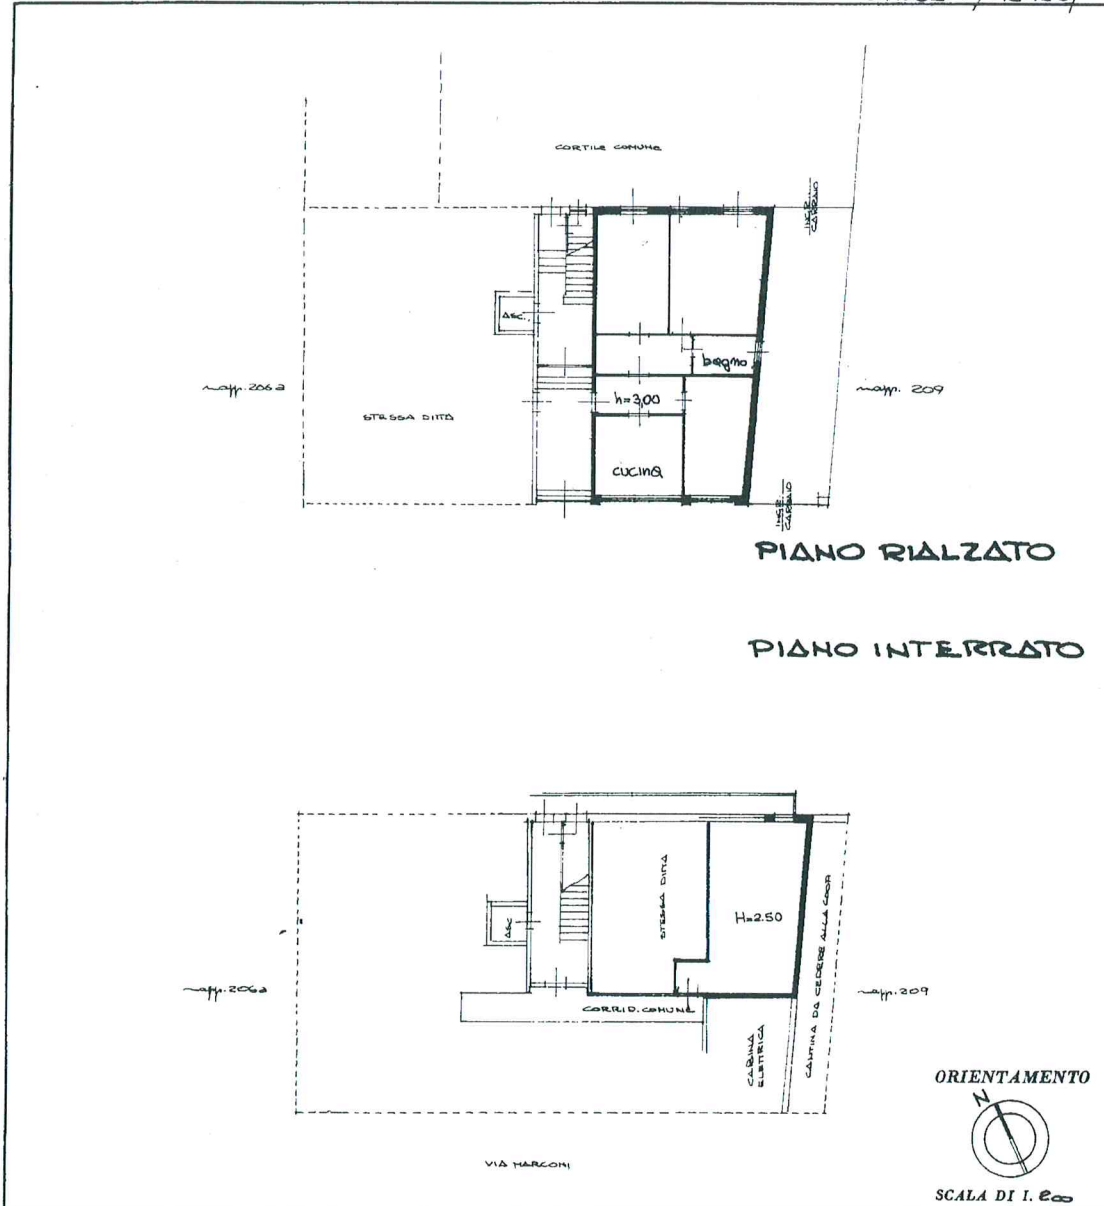 CORTILE COMUNE
INGR. CARRAIO
ASC.
bagno
mapp. 206a
mapp. 209
h=3,00
STESSA DITTA
cucina
INGR. CARRAIO
PIANO RIALZATO
PIANO INTERRATO
STESSA DITTA
H=2.50
ASC
CANTINA DA CEDERE ALLA COOP
mapp. 206a
mapp. 209
CORRID. COMUNE
CABINA
ELETTRICA
ORIENTAMENTO
N
VIA MARCONI
SCALA DI 1. 200